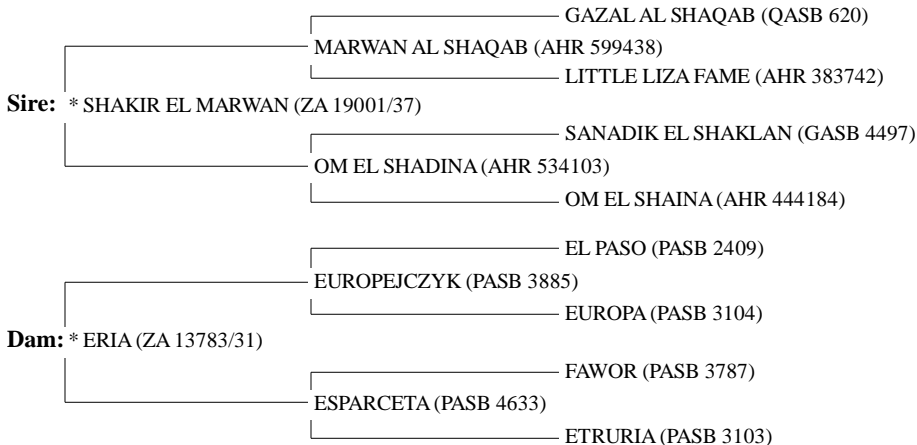 GAZAL AL SHAQAB (QASB 620)
MARWAN AL SHAQAB (AHR 599438)
LITTLE LIZA FAME (AHR 383742)
Sire: * SHAKIR EL MARWAN (ZA 19001/37)
SANADIK EL SHAKLAN (GASB 4497)
OM EL SHADINA (AHR 534103)
OM EL SHAINA (AHR 444184)
EL PASO (PASB 2409)
EUROPEJCZYK (PASB 3885)
EUROPA (PASB 3104)
Dam: * ERIA (ZA 13783/31)
FAWOR (PASB 3787)
ESPARCETA (PASB 4633)
ETRURIA (PASB 3103)